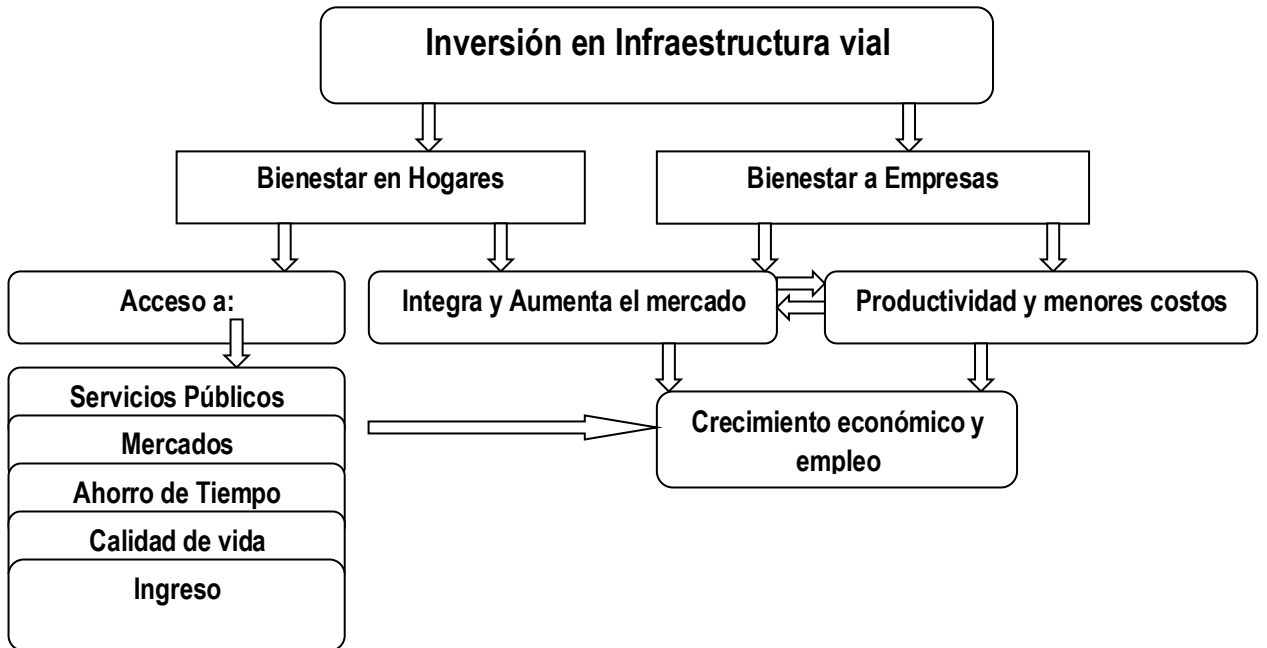 Inversión en Infraestructura vial
Bienestar en Hogares
Bienestar a Empresas
Acceso a:
Integra y Aumenta el mercado
Productividad y menores costos
Servicios Públicos
Mercados
Ahorro de Tiempo
Calidad de vida
Ingreso
Crecimiento económico y
empleo